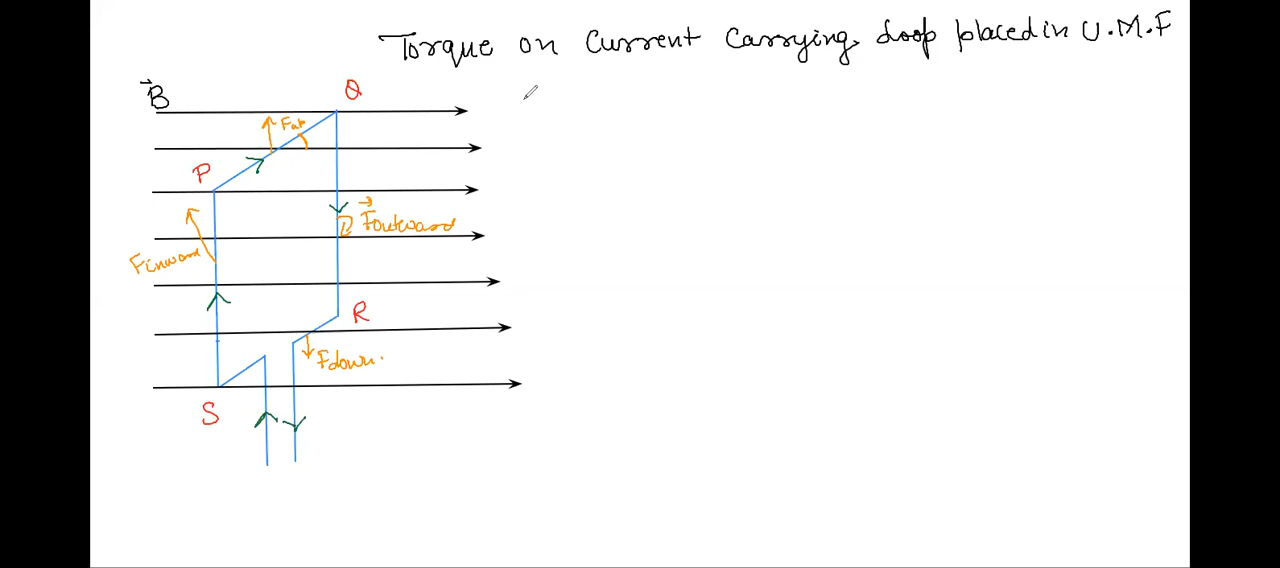 Torque on Current Carrying loop placed in U.M.F
B
Q
Fup
P
Foutward
Finward
R
Fdown.
S